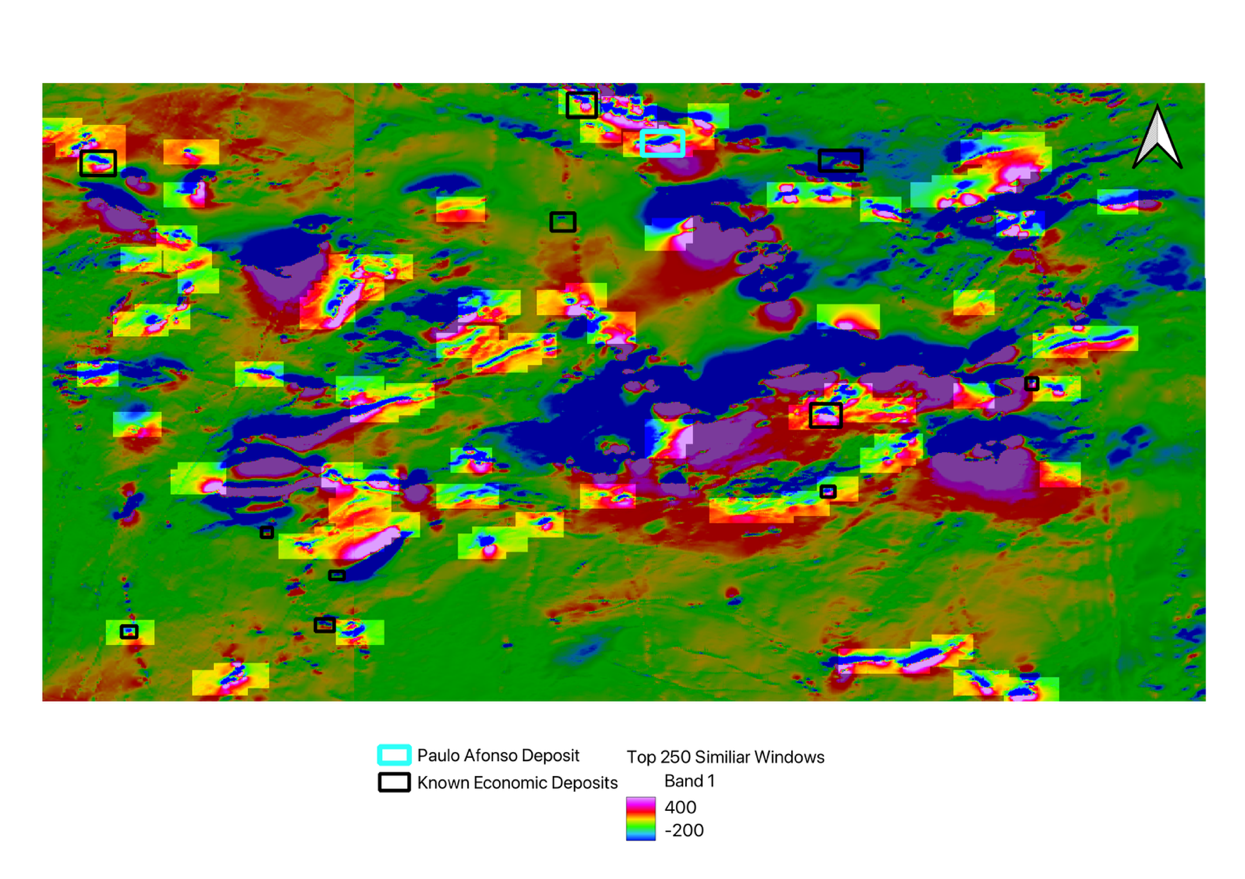 Paulo Afonso Deposit
Known Economic Deposits
Top 250 Similiar Windows
Band 1
400
-200